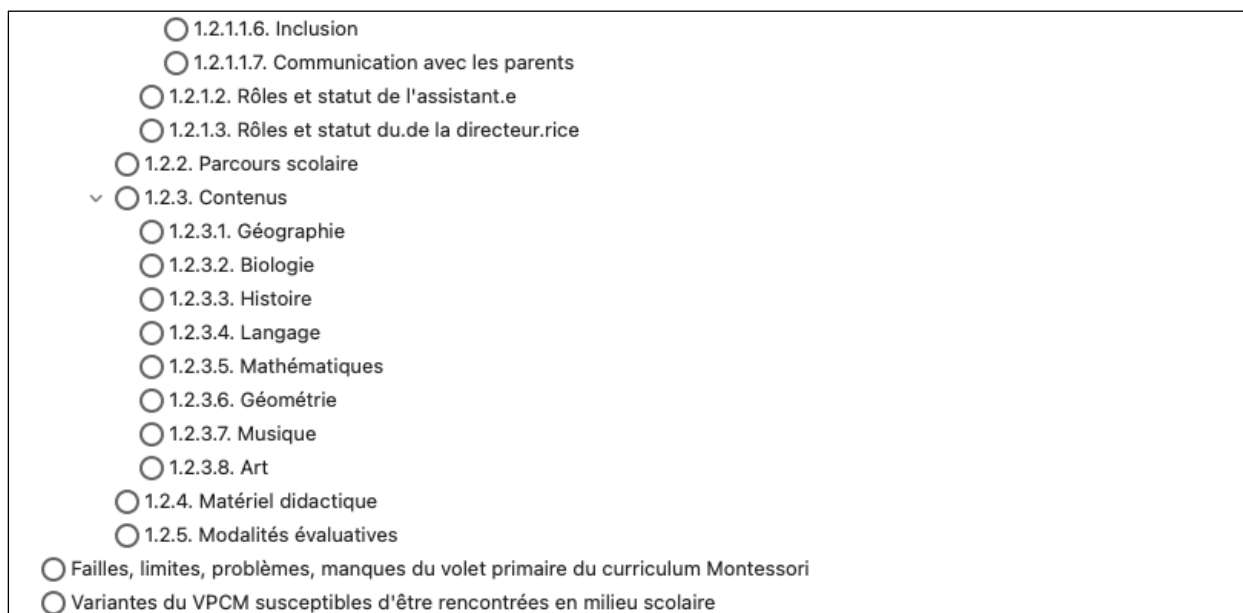 1.2.1.1.6. Inclusion
1.2.1.1.7. Communication avec les parents
1.2.1.2. Rôles et statut de l'assistant.e
1.2.1.3. Rôles et statut du.de la directeur.rice
1.2.2. Parcours scolaire
1.2.3. Contenus
1.2.3.1. Géographie
1.2.3.2. Biologie
1.2.3.3. Histoire
1.2.3.4. Langage
1.2.3.5. Mathématiques
1.2.3.6. Géométrie
1.2.3.7. Musique
1.2.3.8. Art
1.2.4. Matériel didactique
1.2.5. Modalités évaluatives
Failles, limites, problèmes, manques du volet primaire du curriculum Montessori
Variantes du VPCM susceptibles d'être rencontrées en milieu scolaire